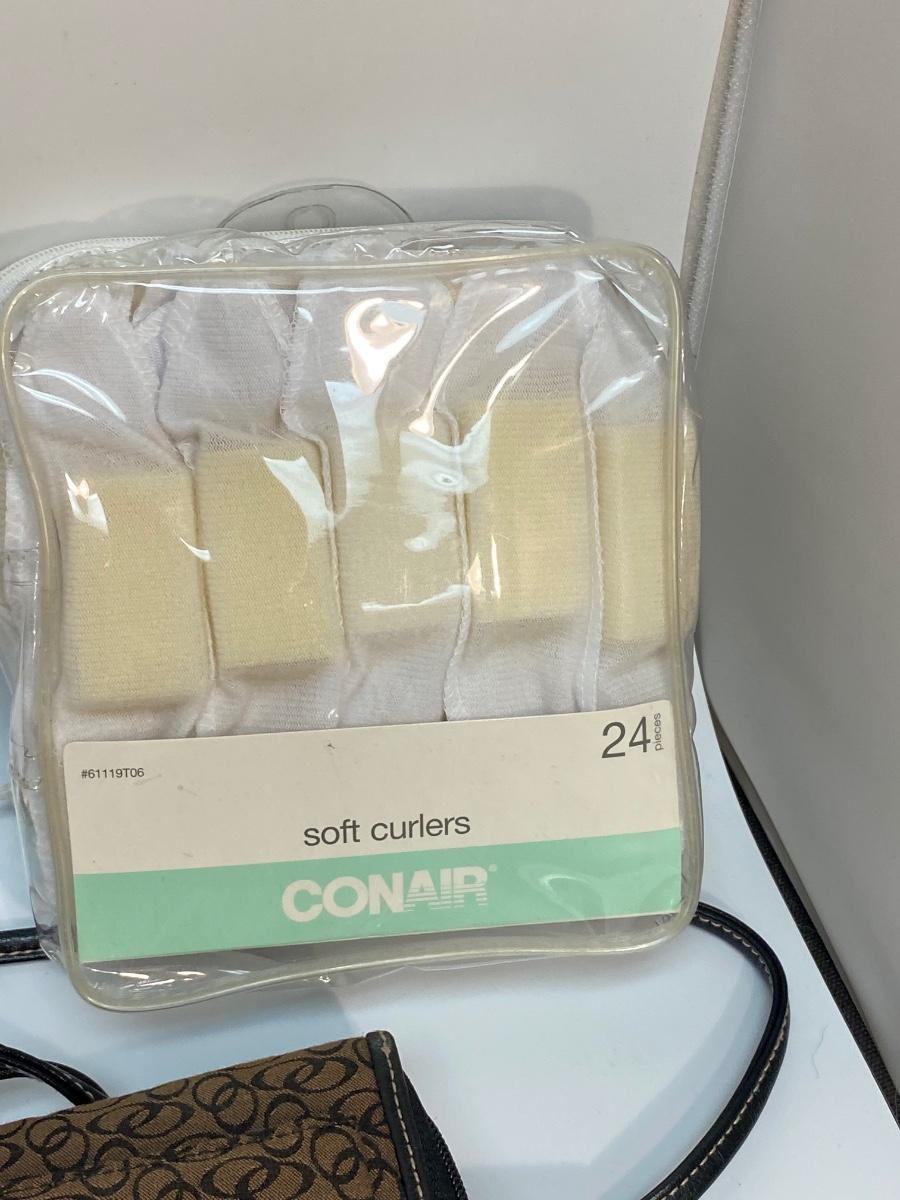 24 pieces
#61119T06
soft curlers
CONAIR®